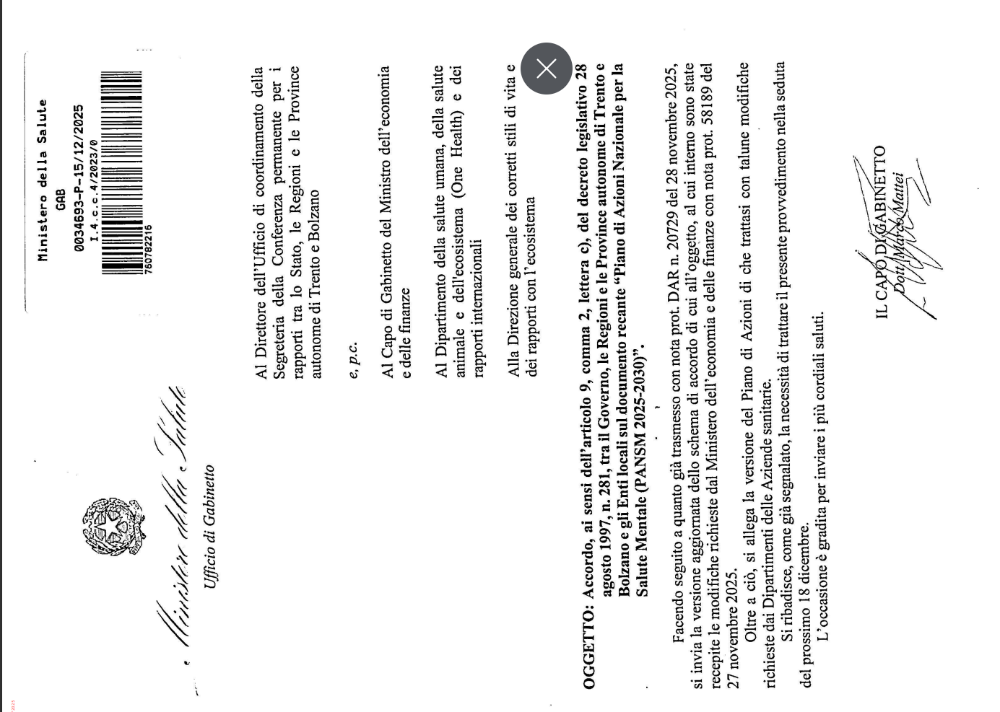 Ministero della Salute
GAB
0034693-P-15/12/2025
I.4.c.c.4/2023/0
760782216
Ministero della Salute
Ufficio di Gabinetto
Al Direttore dell'Ufficio di coordinamento della
Segreteria della Conferenza permanente per i
rapporti tra lo Stato, le Regioni e le Province
autonome di Trento e Bolzano
e, p.c.
Al Capo di Gabinetto del Ministro dell'economia
e delle finanze
Al Dipartimento della salute umana, della salute
animale e dell'ecosistema (One Health) e dei
rapporti internazionali
Alla Direzione generale dei corretti stili di vita e
dei rapporti con l'ecosistema
OGGETTO: Accordo, ai sensi dell'articolo 9, comma 2, lettera c), del decreto legislativo 28
agosto 1997, n. 281, tra il Governo, le Regioni e le Province autonome di Trento e
Bolzano e gli Enti locali sul documento recante “Piano di Azioni Nazionale per la
Salute Mentale (PANSM 2025-2030)”.
Facendo seguito a quanto già trasmesso con nota prot. DAR n. 20729 del 28 novembre 2025,
si invia la versione aggiornata dello schema di accordo di cui all'oggetto, al cui interno sono state
recepite le modifiche richieste dal Ministero dell'economia e delle finanze con nota prot. 58189 del
27 novembre 2025.
Oltre a ciò, si allega la versione del Piano di Azioni di che trattasi con talune modifiche
richieste dai Dipartimenti delle Aziende sanitarie.
Si ribadisce, come già segnalato, la necessità di trattare il presente provvedimento nella seduta
del prossimo 18 dicembre.
L'occasione è gradita per inviare i più cordiali saluti.
IL CAPO DI GABINETTO
Dott. Marco Mattei